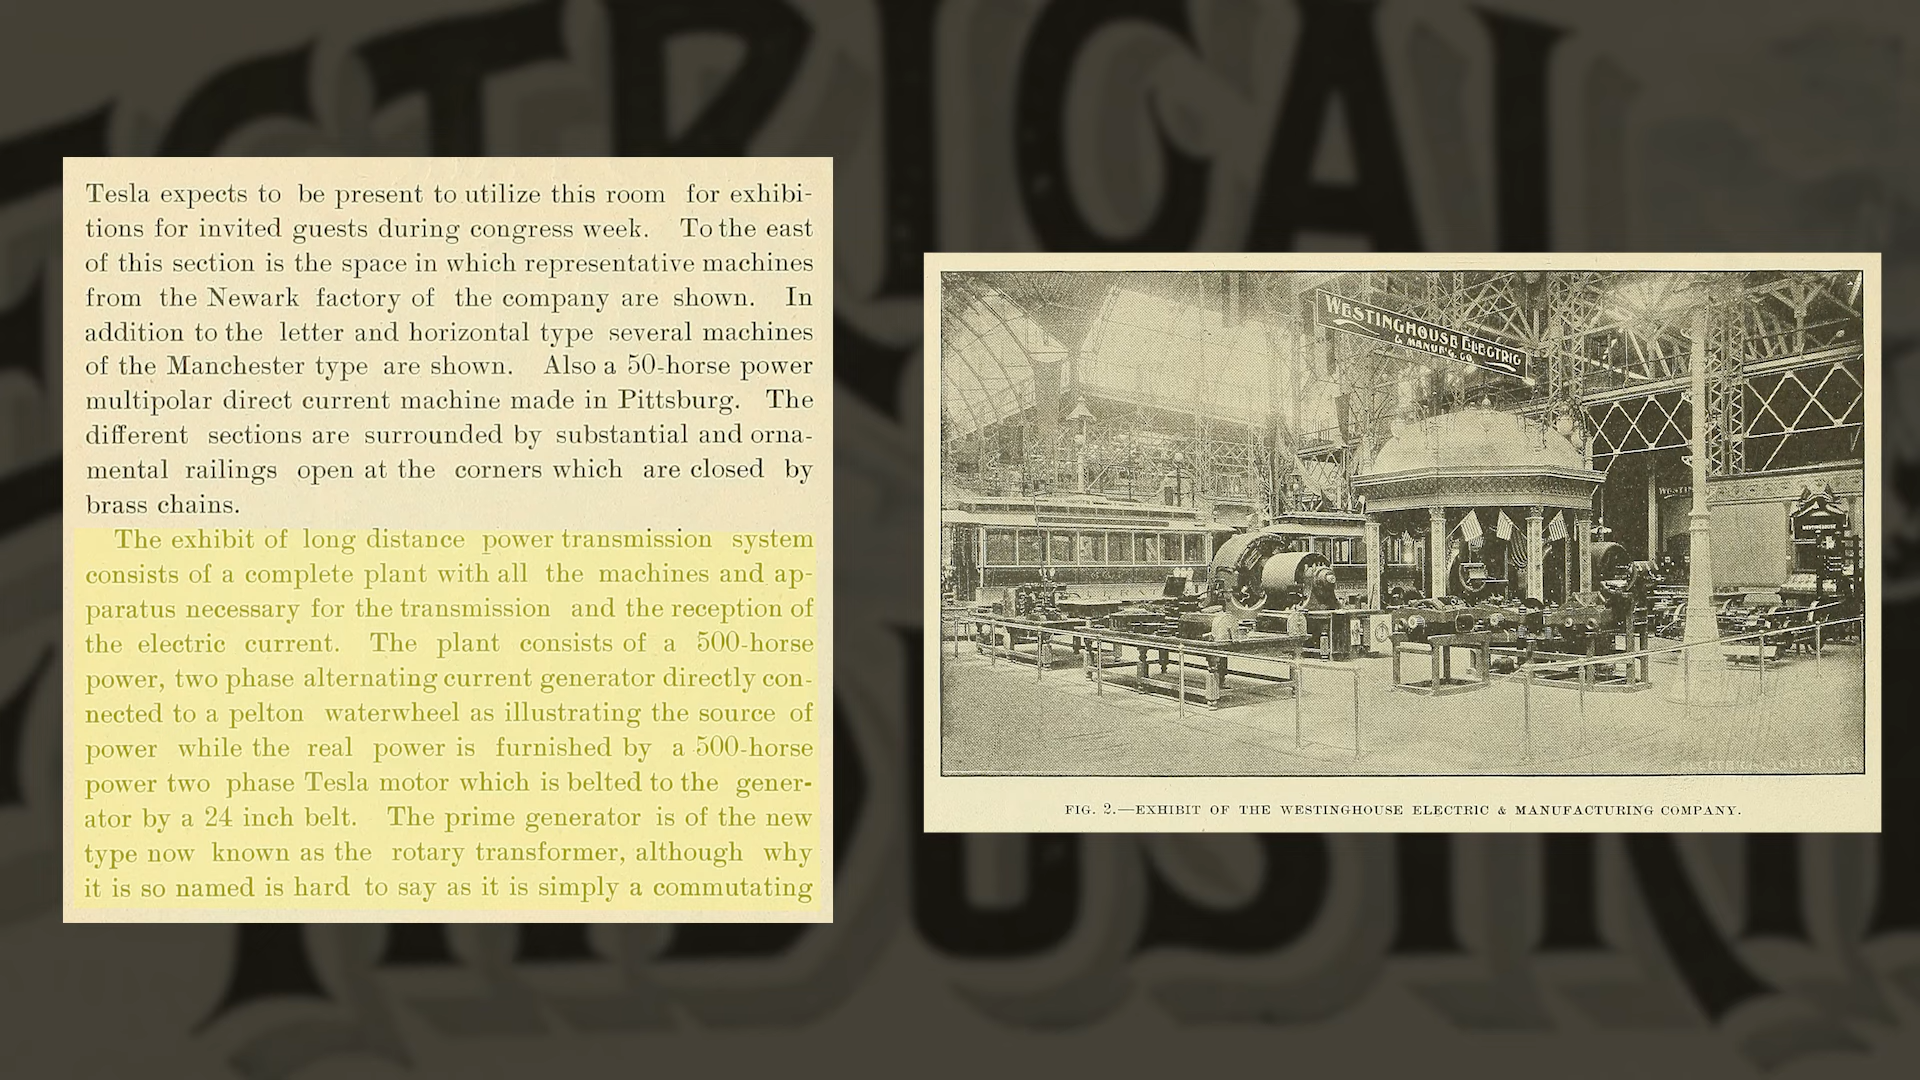 Tesla expects to be present to utilize this room for exhibi-
tions for invited guests during congress week. To the east
of this section is the space in which representative machines
from the Newark factory of the company are shown. In
addition to the letter and horizontal type several machines
of the Manchester type are shown. Also a 50-horse power
multipolar direct current machine made in Pittsburg. The
different sections are surrounded by substantial and orna-
mental railings open at the corners which are closed by
brass chains.
The exhibit of long distance power transmission system
consists of a complete plant with all the machines and ap-
paratus necessary for the transmission and the reception of
the electric current. The plant consists of a 500-horse
power, two phase alternating current generator directly con-
nected to a pelton waterwheel as illustrating the source of
power while the real power is furnished by a 500-horse
power two phase Tesla motor which is belted to the gener-
ator by a 24 inch belt. The prime generator is of the new
type now known as the rotary transformer, although why
it is so named is hard to say as it is simply a commutating
WESTINGHOUSE ELECTRIC
& MANUF'G. CO.
WESTIN
WESTINGHOUSE
ELECTRICAL INDUSTRIES
FIG. 2.—EXHIBIT OF THE WESTINGHOUSE ELECTRIC & MANUFACTURING COMPANY.